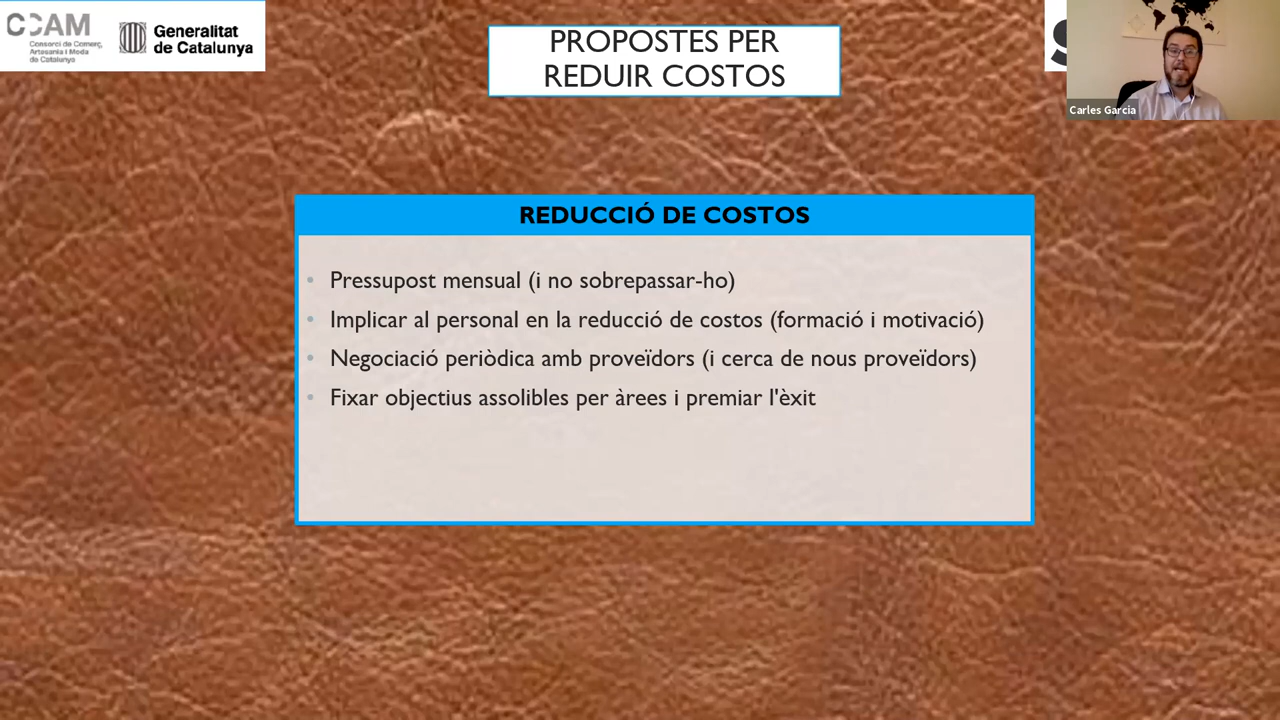 CCAM
Consorci de Comerç,
Artesania i Moda
de Catalunya
Generalitat
de Catalunya
PROPOSTES PER
REDUIR COSTOS
Carles Garcia
REDUCCIÓ DE COSTOS
• Pressupost mensual (i no sobrepassar-ho)
• Implicar al personal en la reducció de costos (formació i motivació)
• Negociació periòdica amb proveïdors (i cerca de nous proveïdors)
• Fixar objectius assolibles per àrees i premiar l'èxit